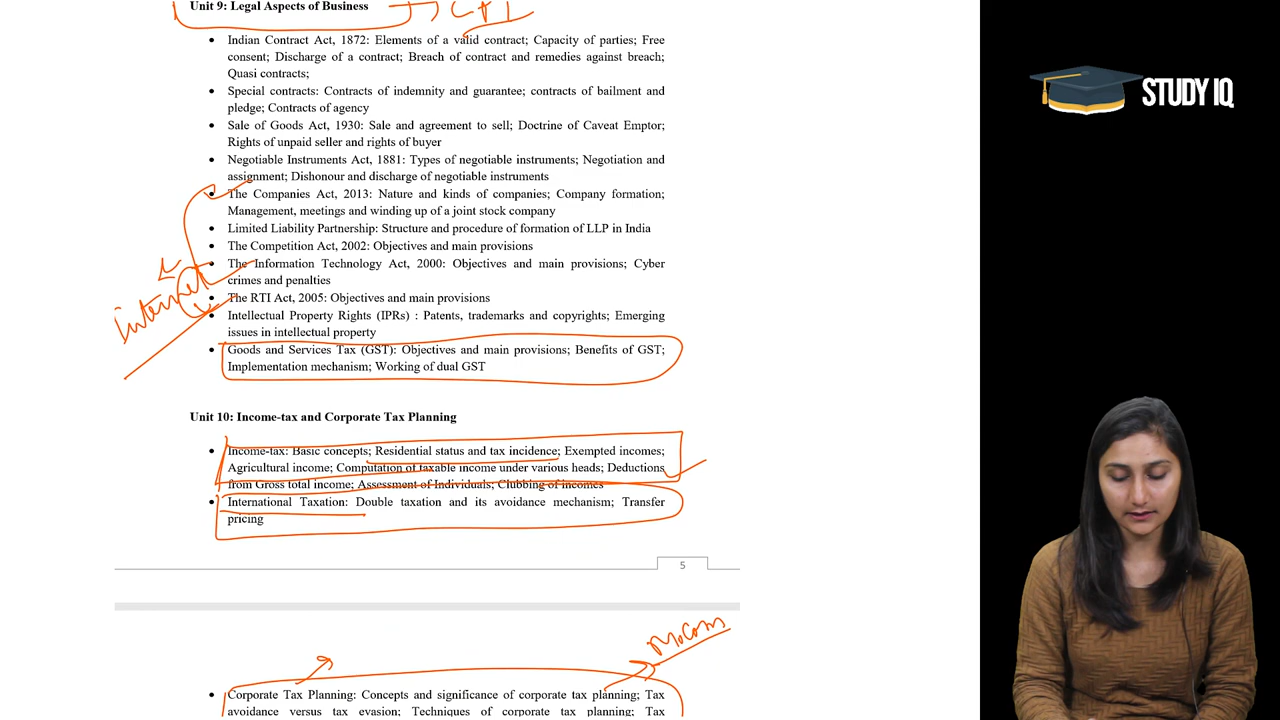 Unit 9: Legal Aspects of Business
Indian Contract Act, 1872: Elements of a valid contract; Capacity of parties; Free
consent; Discharge of a contract; Breach of contract and remedies against breach;
Quasi contracts;
Special contracts: Contracts of indemnity and guarantee; contracts of bailment and
pledge; Contracts of agency
Sale of Goods Act, 1930: Sale and agreement to sell; Doctrine of Caveat Emptor;
Rights of unpaid seller and rights of buyer
Negotiable Instruments Act, 1881: Types of negotiable instruments; Negotiation and
assignment; Dishonour and discharge of negotiable instruments
The Companies Act, 2013: Nature and kinds of companies; Company formation;
Management, meetings and winding up of a joint stock company
Limited Liability Partnership: Structure and procedure of formation of LLP in India
The Competition Act, 2002: Objectives and main provisions
The Information Technology Act, 2000: Objectives and main provisions; Cyber
crimes and penalties
The RTI Act, 2005: Objectives and main provisions
Intellectual Property Rights (IPRs) : Patents, trademarks and copyrights; Emerging
issues in intellectual property
Goods and Services Tax (GST): Objectives and main provisions; Benefits of GST;
Implementation mechanism; Working of dual GST
internet
Unit 10: Income-tax and Corporate Tax Planning
Income-tax: Basic concepts; Residential status and tax incidence; Exempted incomes;
Agricultural income; Computation of taxable income under various heads; Deductions
from Gross total income; Assessment of Individuals; Clubbing of incomes
International Taxation: Double taxation and its avoidance mechanism; Transfer
pricing
5
M.Com
Corporate Tax Planning: Concepts and significance of corporate tax planning; Tax
avoidance versus tax evasion; Techniques of corporate tax planning; Tax
STUDY IQ